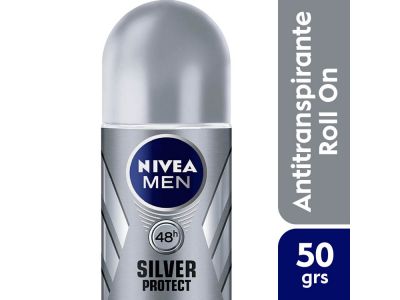 NIVEA
MEN
48h
SILVER
PROTECT
Antitranspirante
Roll On
50
grs